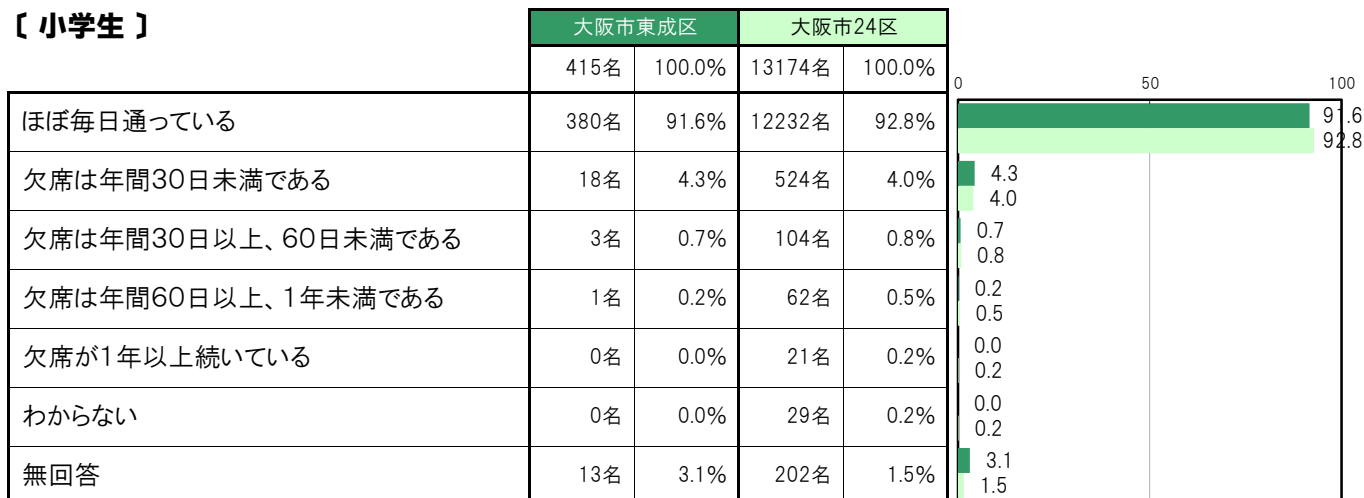 〔 小学生 〕
大阪市東成区 大阪市24区
415名 100.0% 13174名 100.0%
0 50 100
ほぼ毎日通っている 380名 91.6% 12232名 92.8% 91.6
92.8
欠席は年間30日未満である 18名 4.3% 524名 4.0% 4.3
4.0
欠席は年間30日以上、60日未満である 3名 0.7% 104名 0.8% 0.7
0.8
欠席は年間60日以上、1年未満である 1名 0.2% 62名 0.5% 0.2
0.5
欠席が1年以上続いている 0名 0.0% 21名 0.2% 0.0
0.2
わからない 0名 0.0% 29名 0.2% 0.0
0.2
無回答 13名 3.1% 202名 1.5% 3.1
1.5